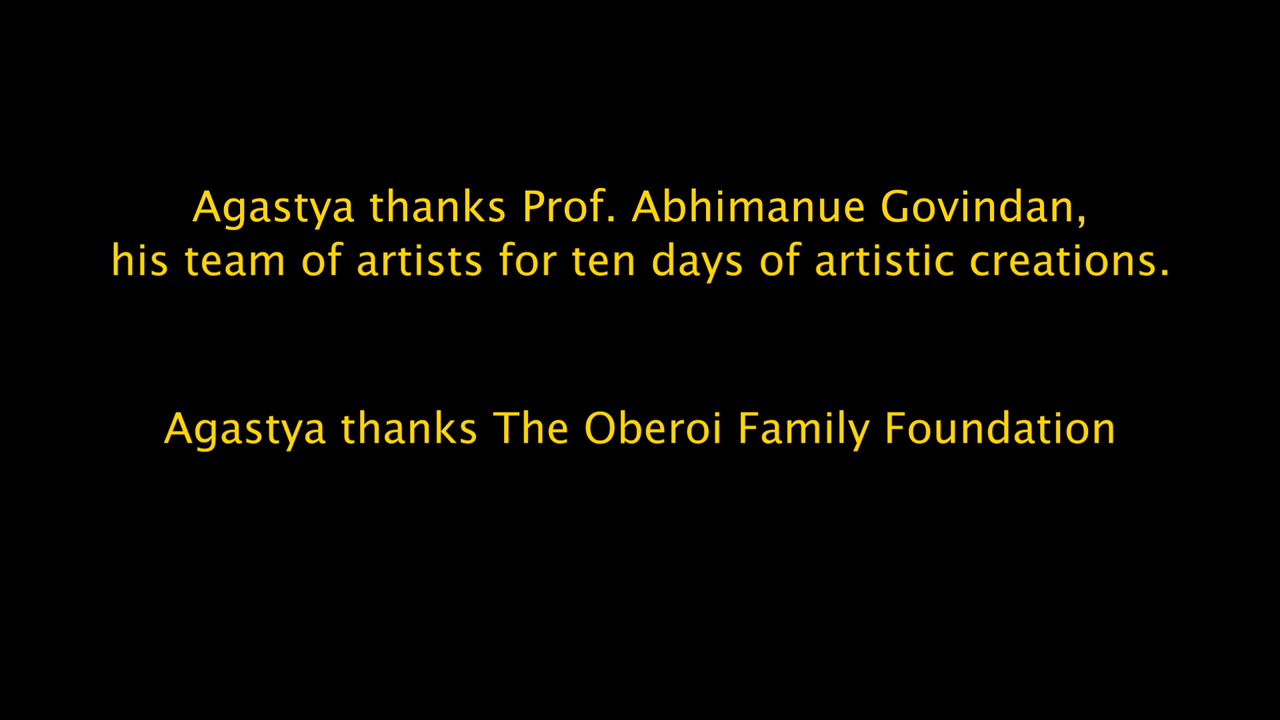 Agastya thanks Prof. Abhimanue Govindan,
his team of artists for ten days of artistic creations.
Agastya thanks The Oberoi Family Foundation